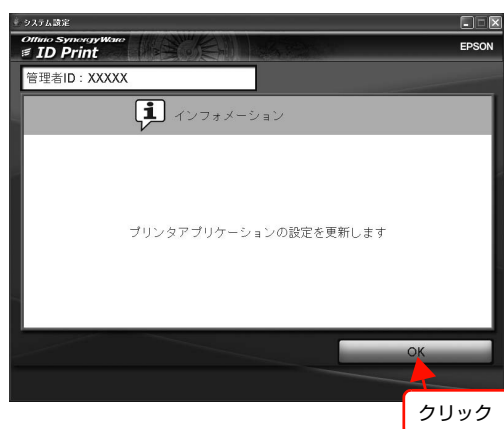 システム設定
Offirio SynergyWare
ID Print
EPSON
管理者ID：XXXXX
インフォメーション
プリンタアプリケーションの設定を更新します
OK
クリック